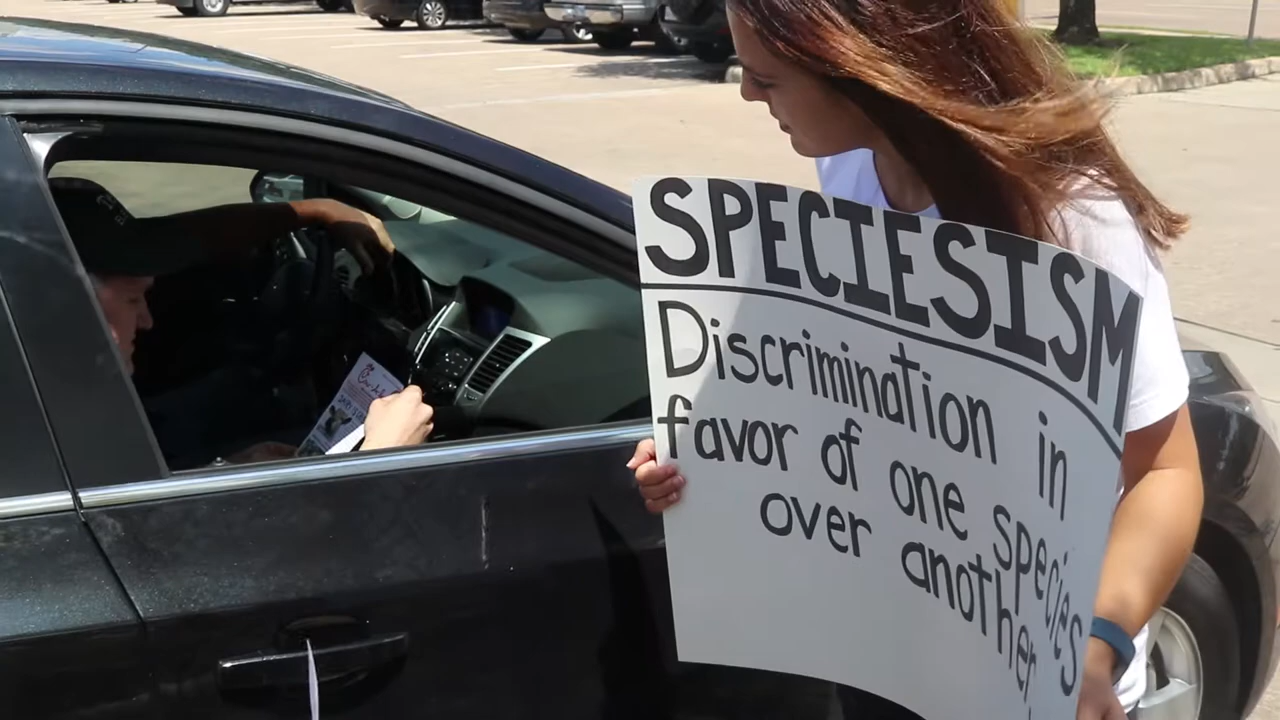 SPECIESISM
Discrimination in
favor of one species
over another